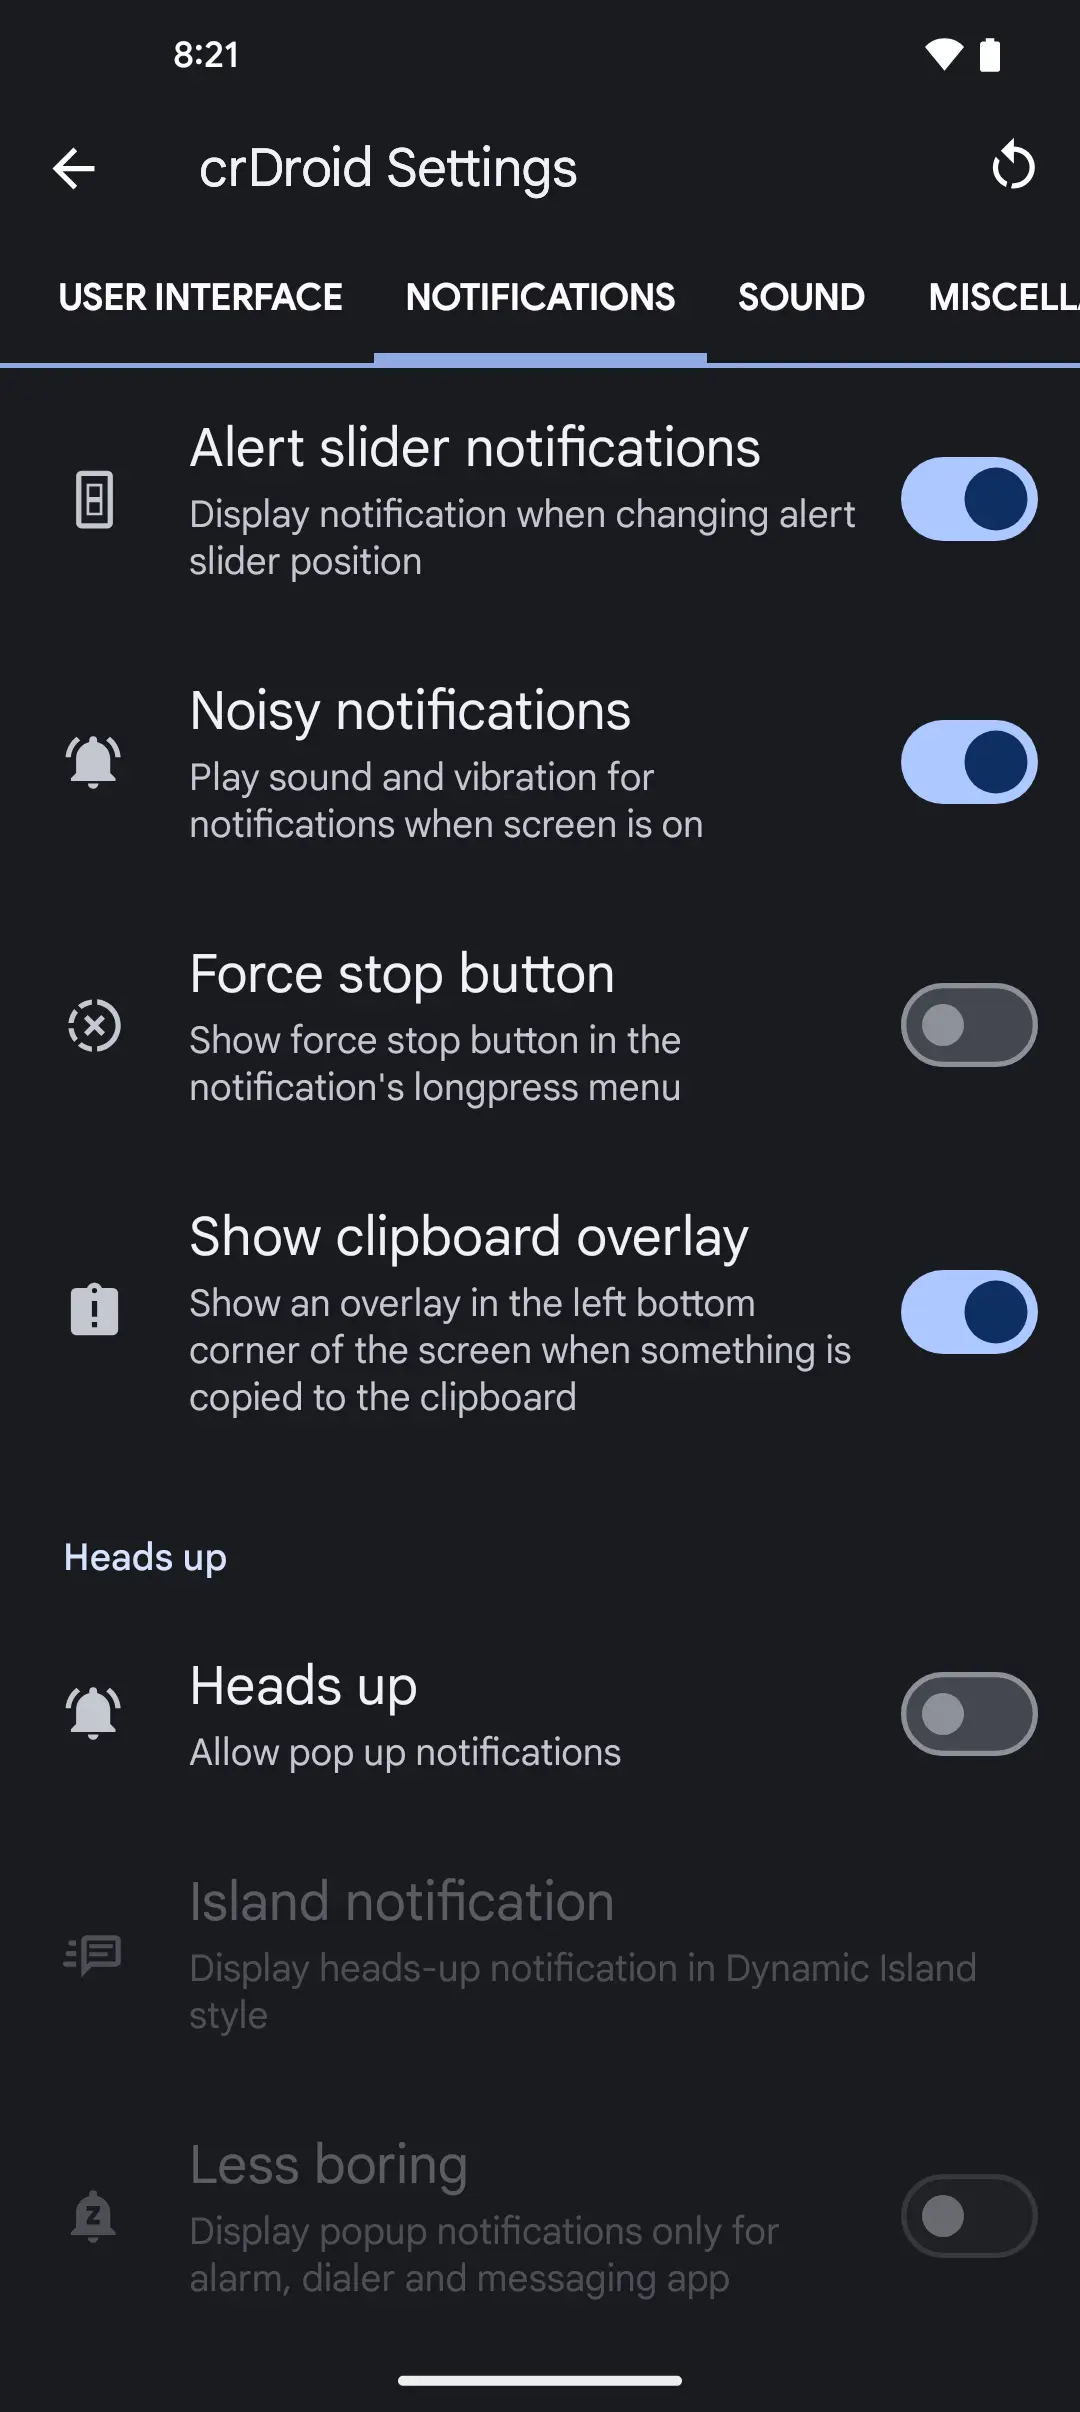 8:21
crDroid Settings
USER INTERFACE NOTIFICATIONS SOUND MISCELLA
Alert slider notifications
Display notification when changing alert
slider position
Noisy notifications
Play sound and vibration for
notifications when screen is on
Force stop button
Show force stop button in the
notification's longpress menu
Show clipboard overlay
Show an overlay in the left bottom
corner of the screen when something is
copied to the clipboard
Heads up
Heads up
Allow pop up notifications
Island notification
Display heads-up notification in Dynamic Island
style
Less boring
Display popup notifications only for
alarm, dialer and messaging app